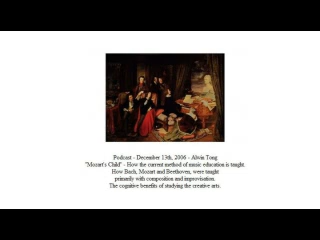 Podcast - December 13th, 2006 - Alwin Tong
"Mozart's Child" - How the current method of music education is taught.
How Bach, Mozart and Beethoven, were taught
primarily with composition and improvisation.
The cognitive benefits of studying the creative arts.